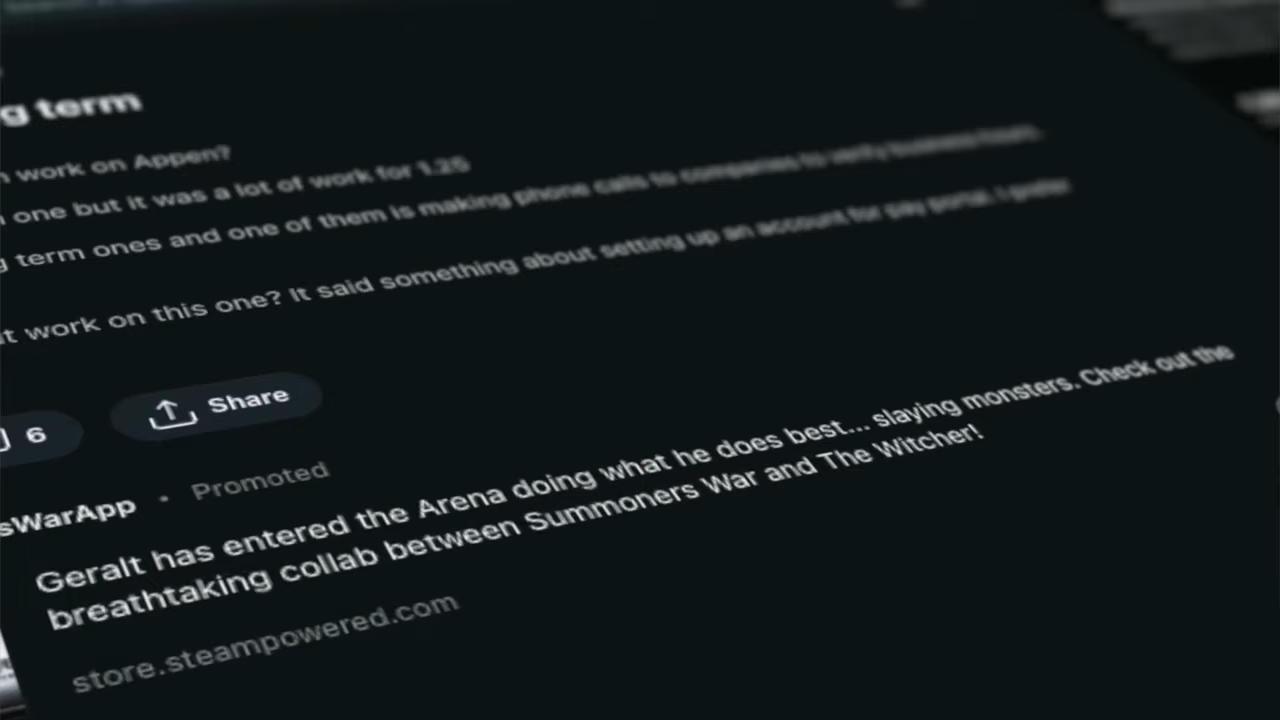 g term
work on Appen?
one but it was a lot of work for 1.25
term ones and one of them is making phone calls to companies to verify business hours.
t work on this one? It said something about setting up an account for pay portal. I prefer
6 Share
sWarApp • Promoted
Geralt has entered the Arena doing what he does best... slaying monsters. Check out the
breathtaking collab between Summoners War and The Witcher!
store.steampowered.com